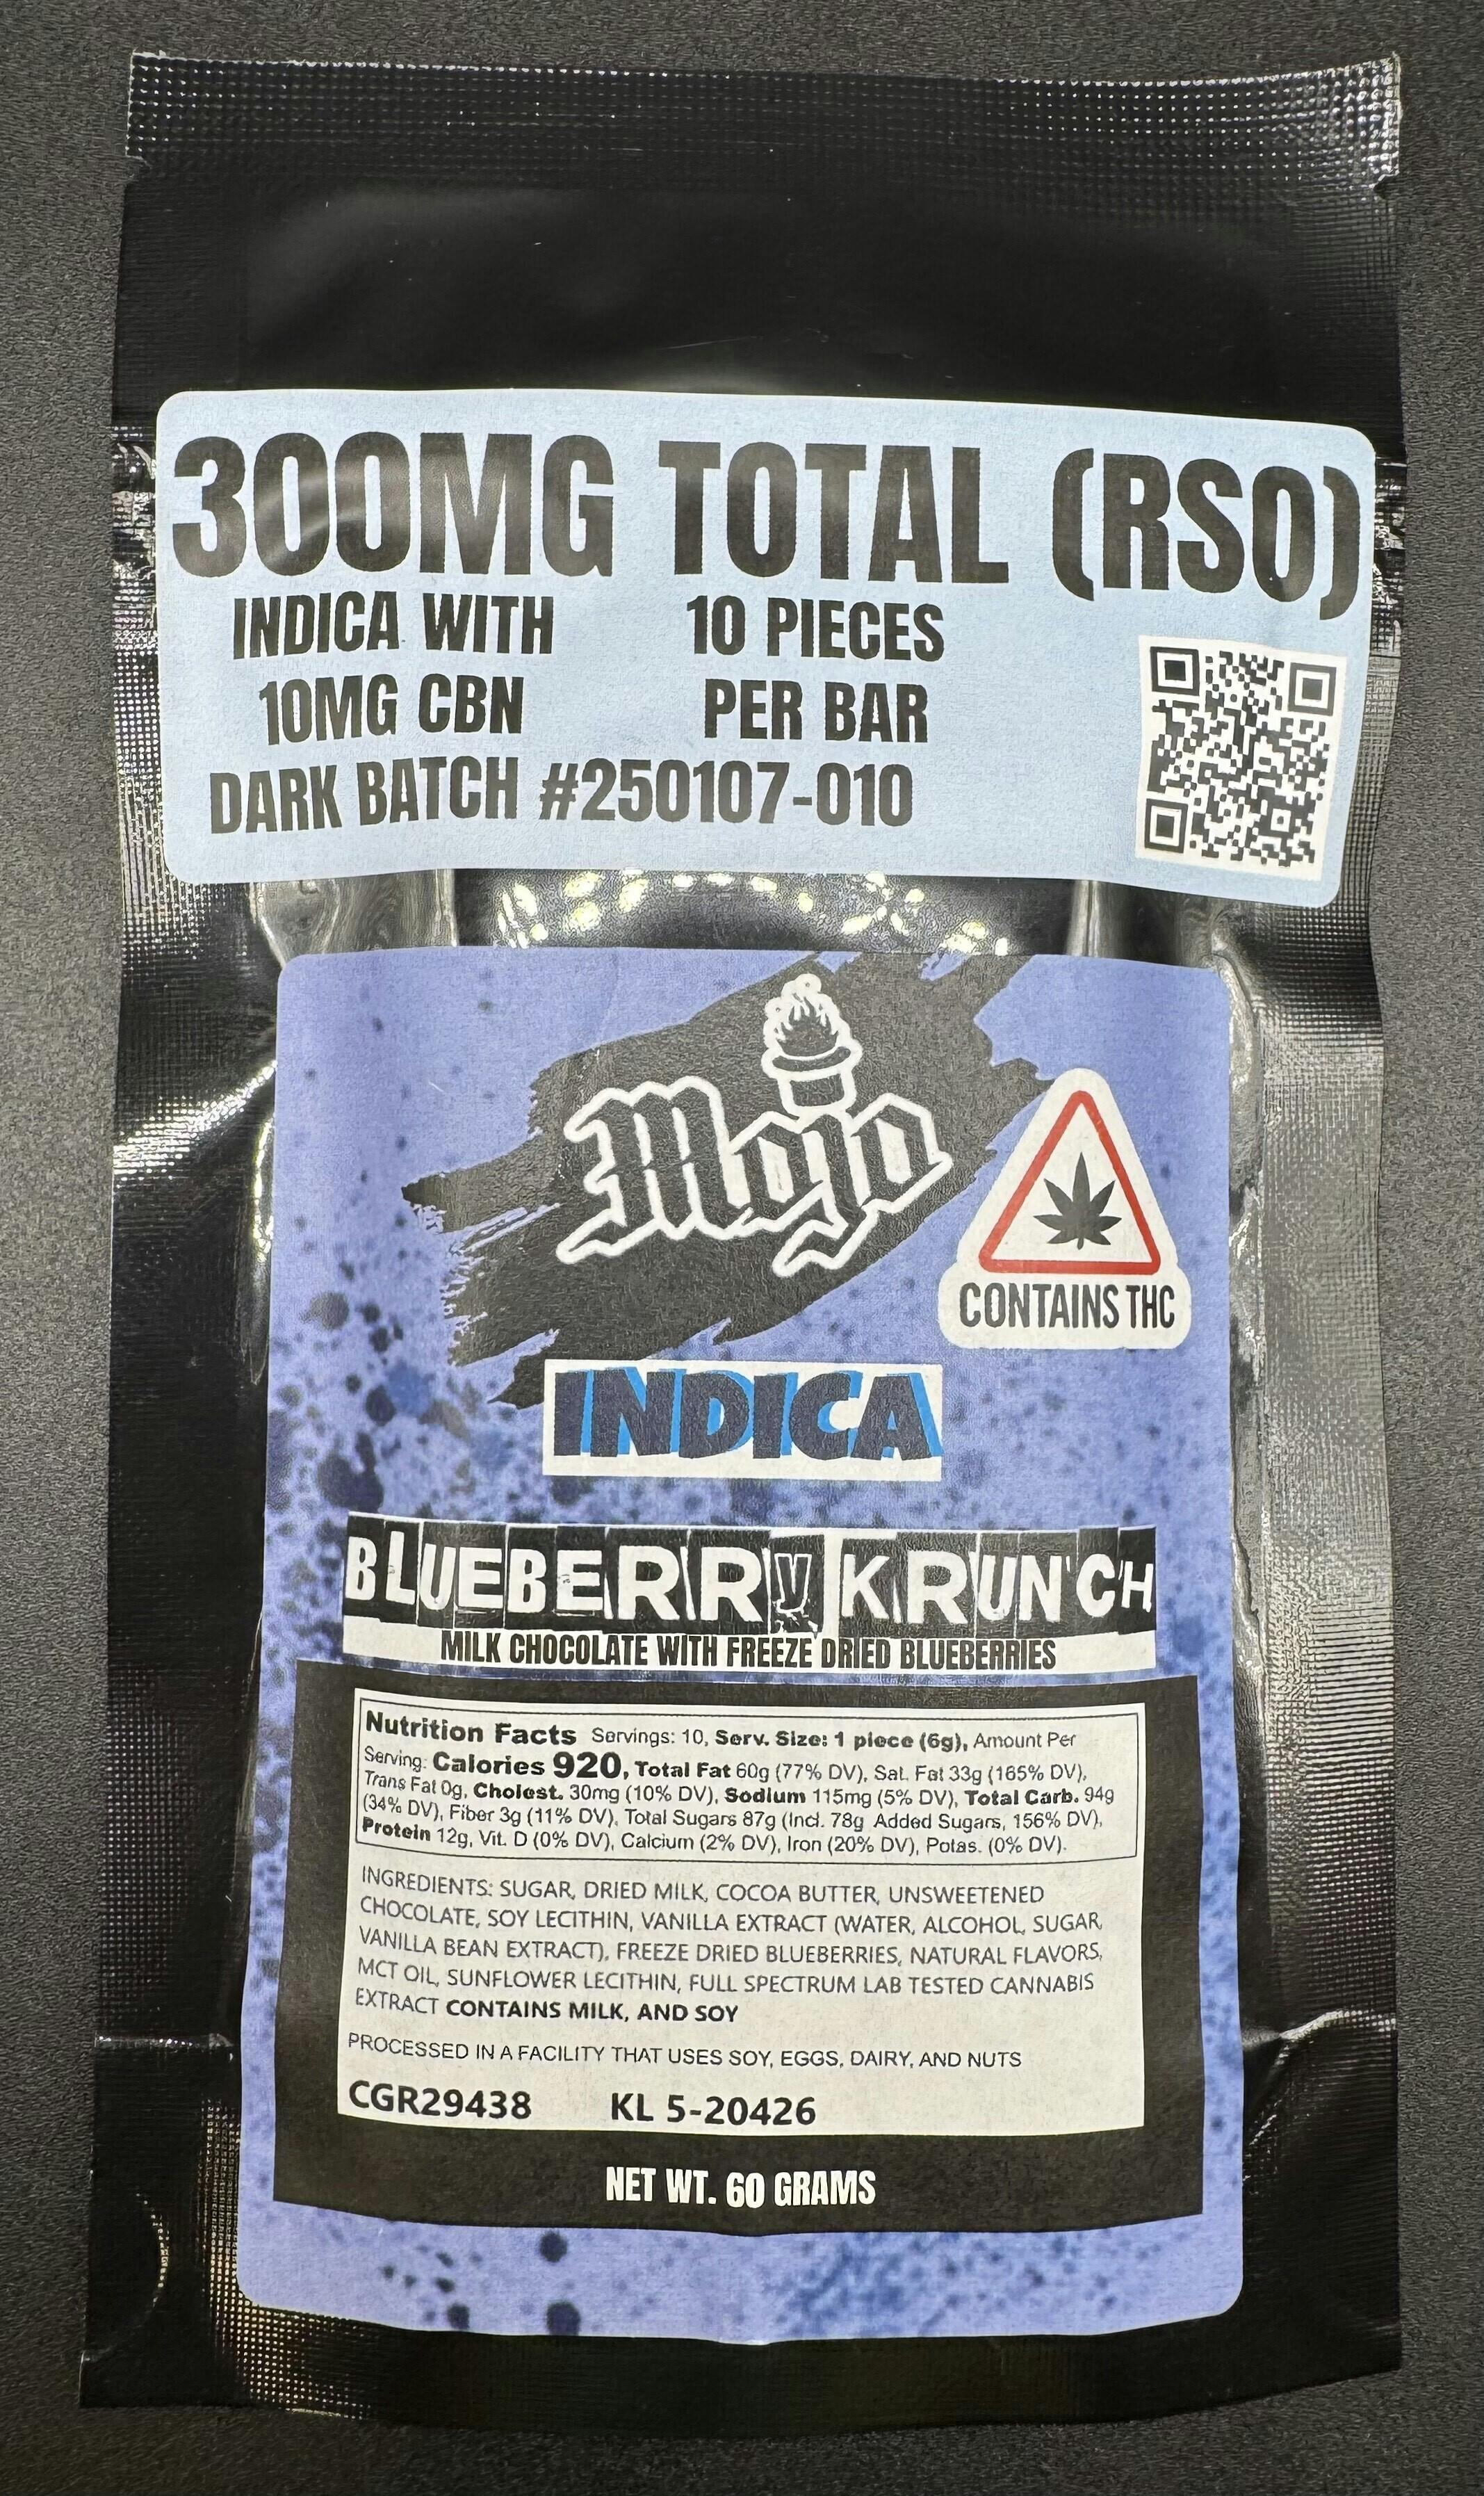 300MG TOTAL (RSO)
INDICA WITH
10MG CBN
10 PIECES
PER BAR
DARK BATCH #250107-010
Mojo
CONTAINS THC
INDICA
BLUEBERRY KRUNCH
MILK CHOCOLATE WITH FREEZE DRIED BLUEBERRIES
Nutrition Facts Servings: 10, Serv. Size: 1 piece (6g), Amount Per
Serving: Calories 920, Total Fat 60g (77% DV), Sat. Fat 33g (165% DV),
Trans Fat 0g, Cholest. 30mg (10% DV), Sodium 115mg (5% DV), Total Carb. 94g
(34% DV), Fiber 3g (11% DV), Total Sugars 87g (Incl. 78g Added Sugars, 156% DV),
Protein 12g, Vit. D (0% DV), Calcium (2% DV), Iron (20% DV), Potas. (0% DV).
INGREDIENTS: SUGAR, DRIED MILK, COCOA BUTTER, UNSWEETENED
CHOCOLATE, SOY LECITHIN, VANILLA EXTRACT (WATER, ALCOHOL, SUGAR,
VANILLA BEAN EXTRACT), FREEZE DRIED BLUEBERRIES, NATURAL FLAVORS,
MCT OIL, SUNFLOWER LECITHIN, FULL SPECTRUM LAB TESTED CANNABIS
EXTRACT CONTAINS MILK, AND SOY
PROCESSED IN A FACILITY THAT USES SOY, EGGS, DAIRY, AND NUTS
CGR29438 KL 5-20426
NET WT. 60 GRAMS